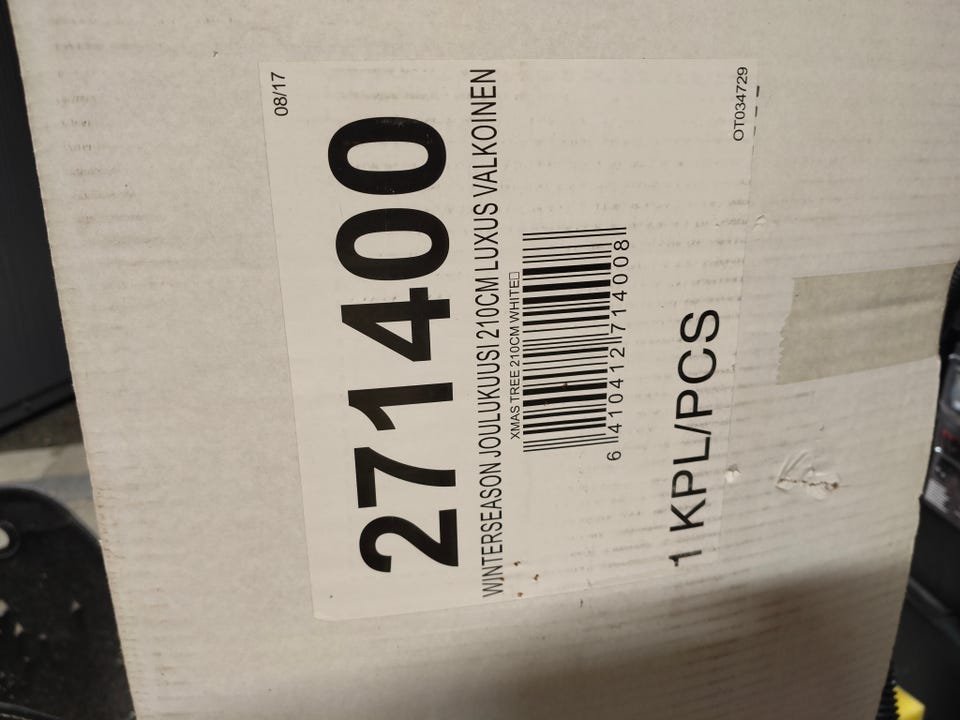 08/17
271400
WINTERSEASON JOULUKUUSI 210CM LUXUS VALKOINEN
XMAS TREE 210CM WHITE□
6 410412 714008
1 KPL/PCS
OT034729